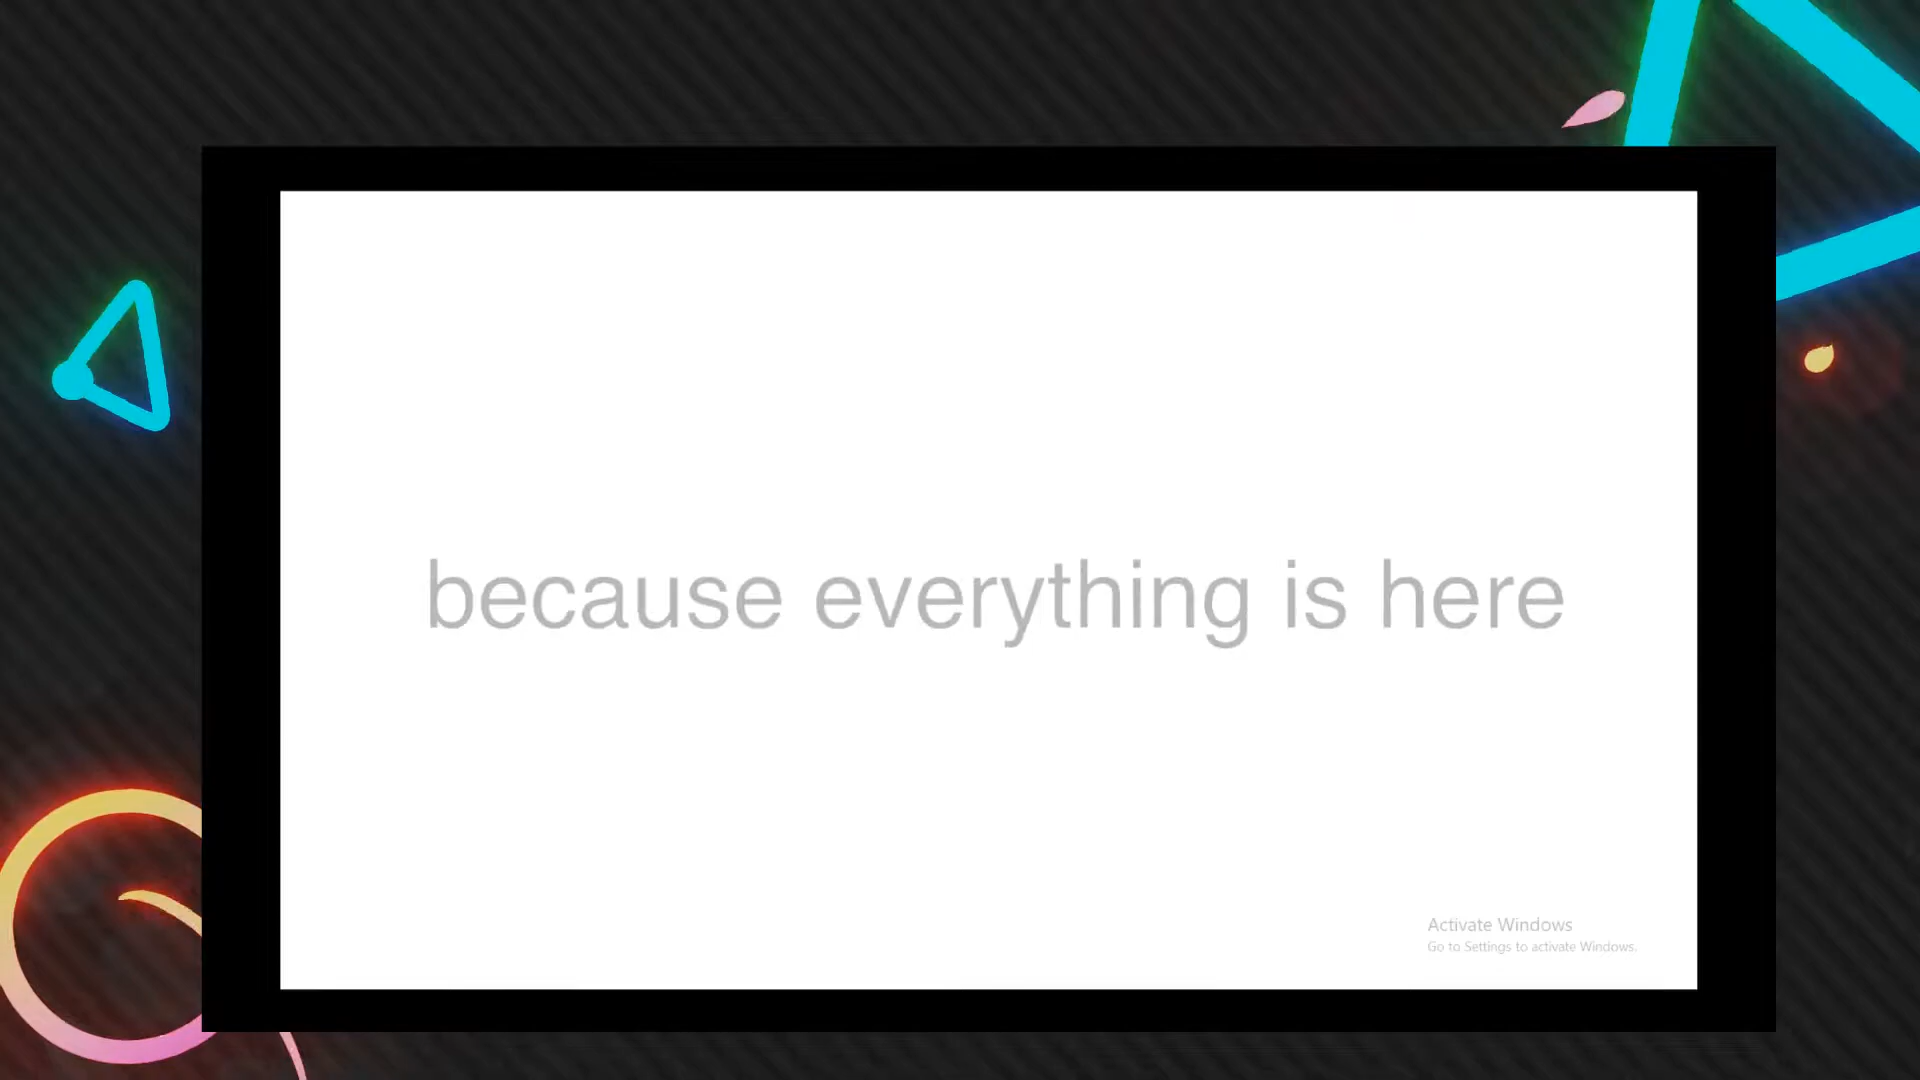 because everything is here
Activate Windows
Go to Settings to activate Windows.